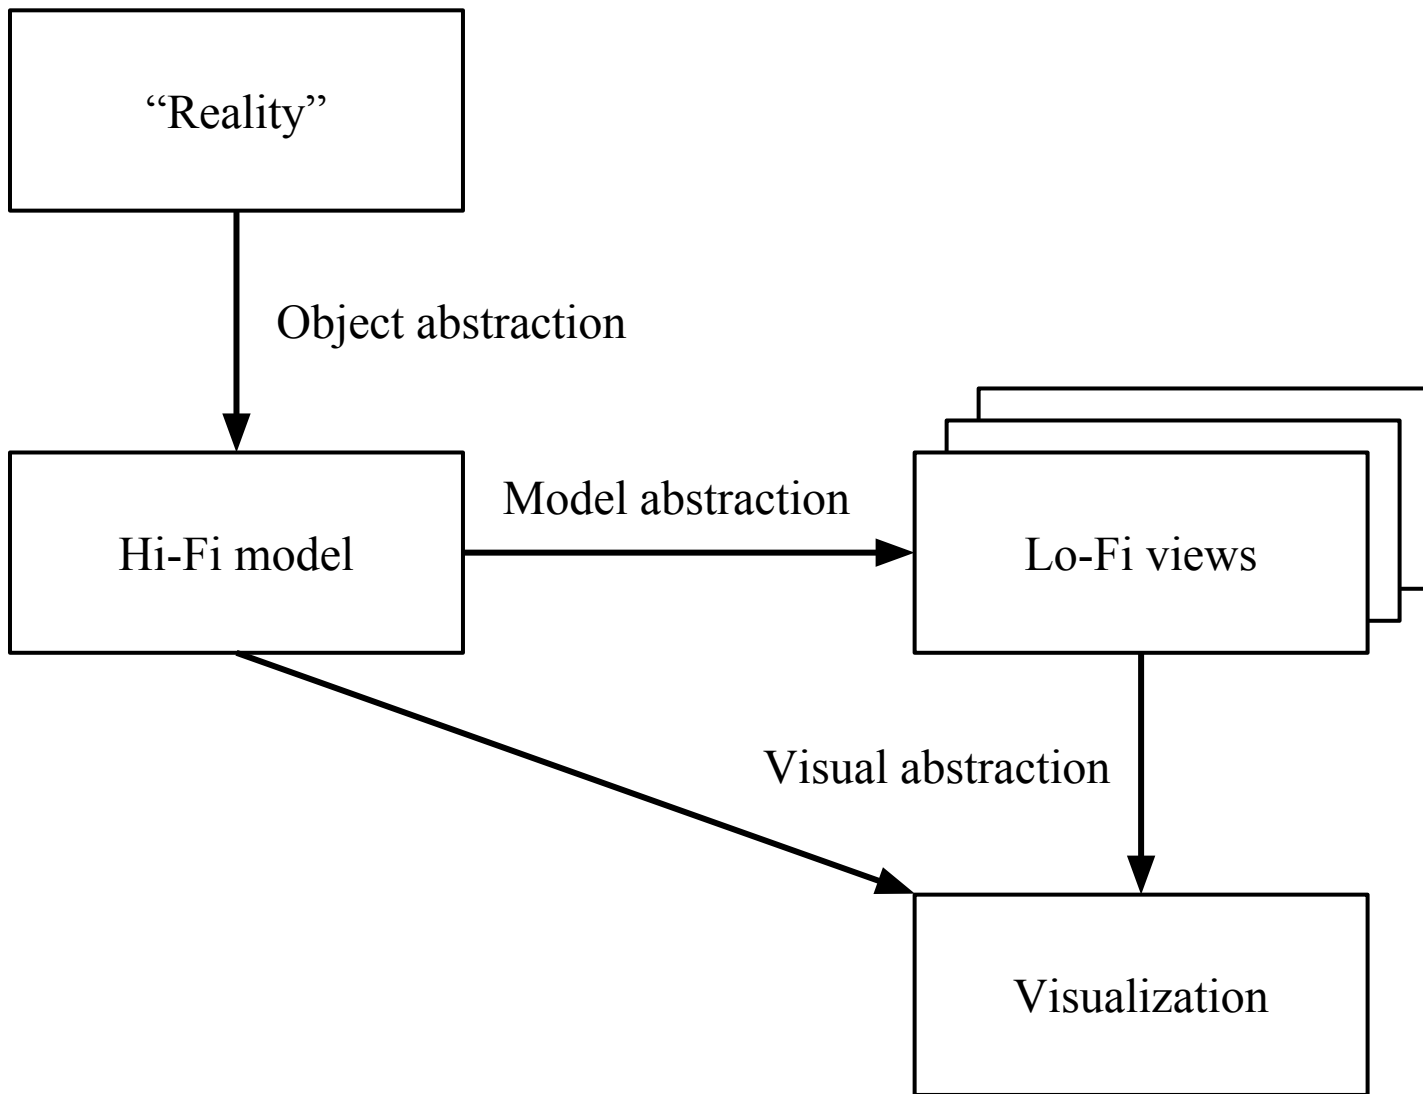 “Reality”
Object abstraction
Model abstraction
Hi-Fi model
Lo-Fi views
Visual abstraction
Visualization